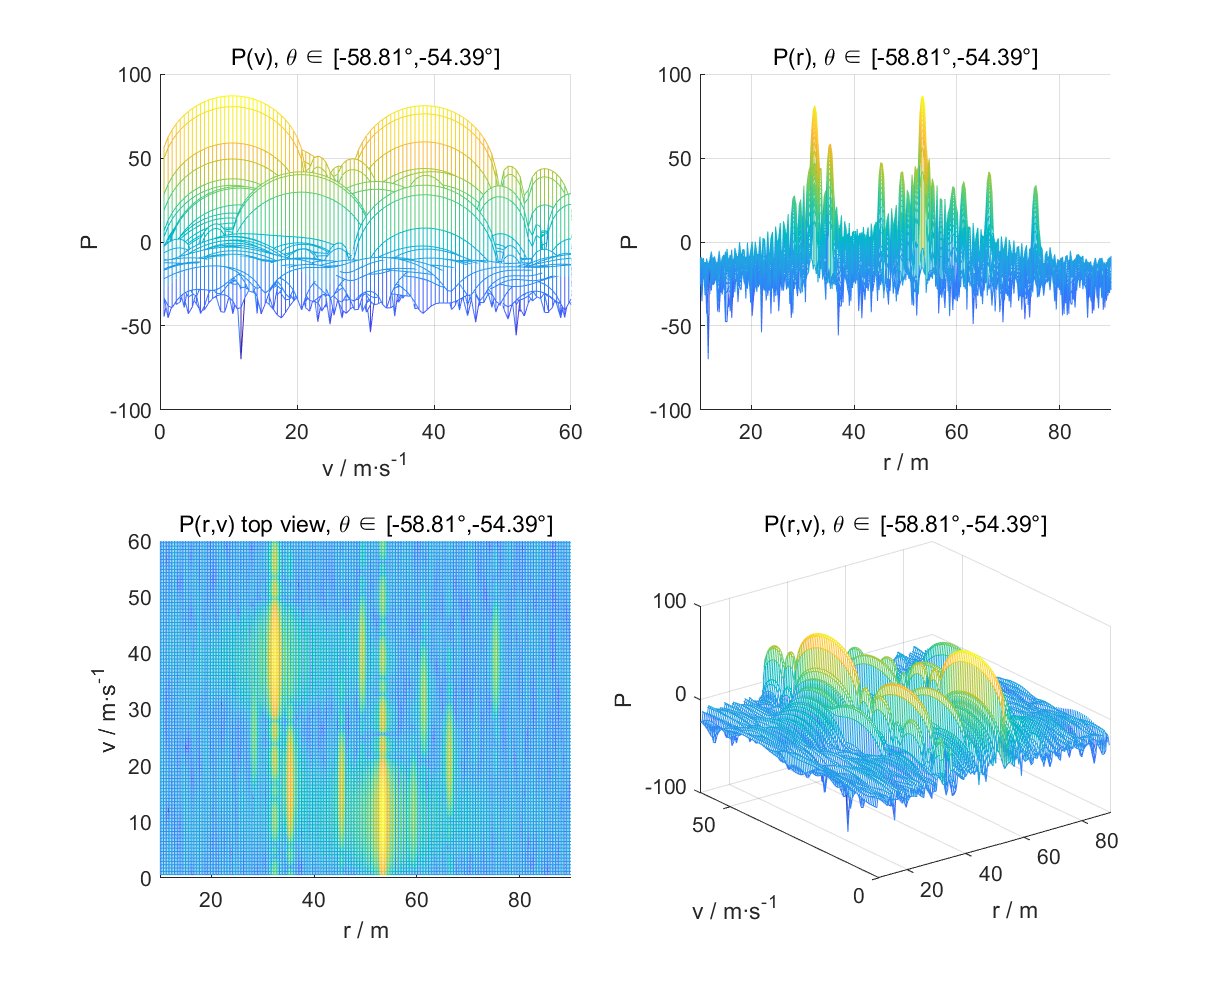 P(v), θ ∈ [-58.81°,-54.39°]
100
50
0
-50
-100
P
0
20
40
60
v / m·s-1
P(r), θ ∈ [-58.81°,-54.39°]
100
50
0
-50
-100
P
20
40
60
80
r / m
P(r,v) top view, θ ∈ [-58.81°,-54.39°]
60
50
40
30
20
10
0
v / m·s-1
20
40
60
80
r / m
P(r,v), θ ∈ [-58.81°,-54.39°]
100
0
-100
P
50
0
v / m·s-1
20
40
60
80
r / m